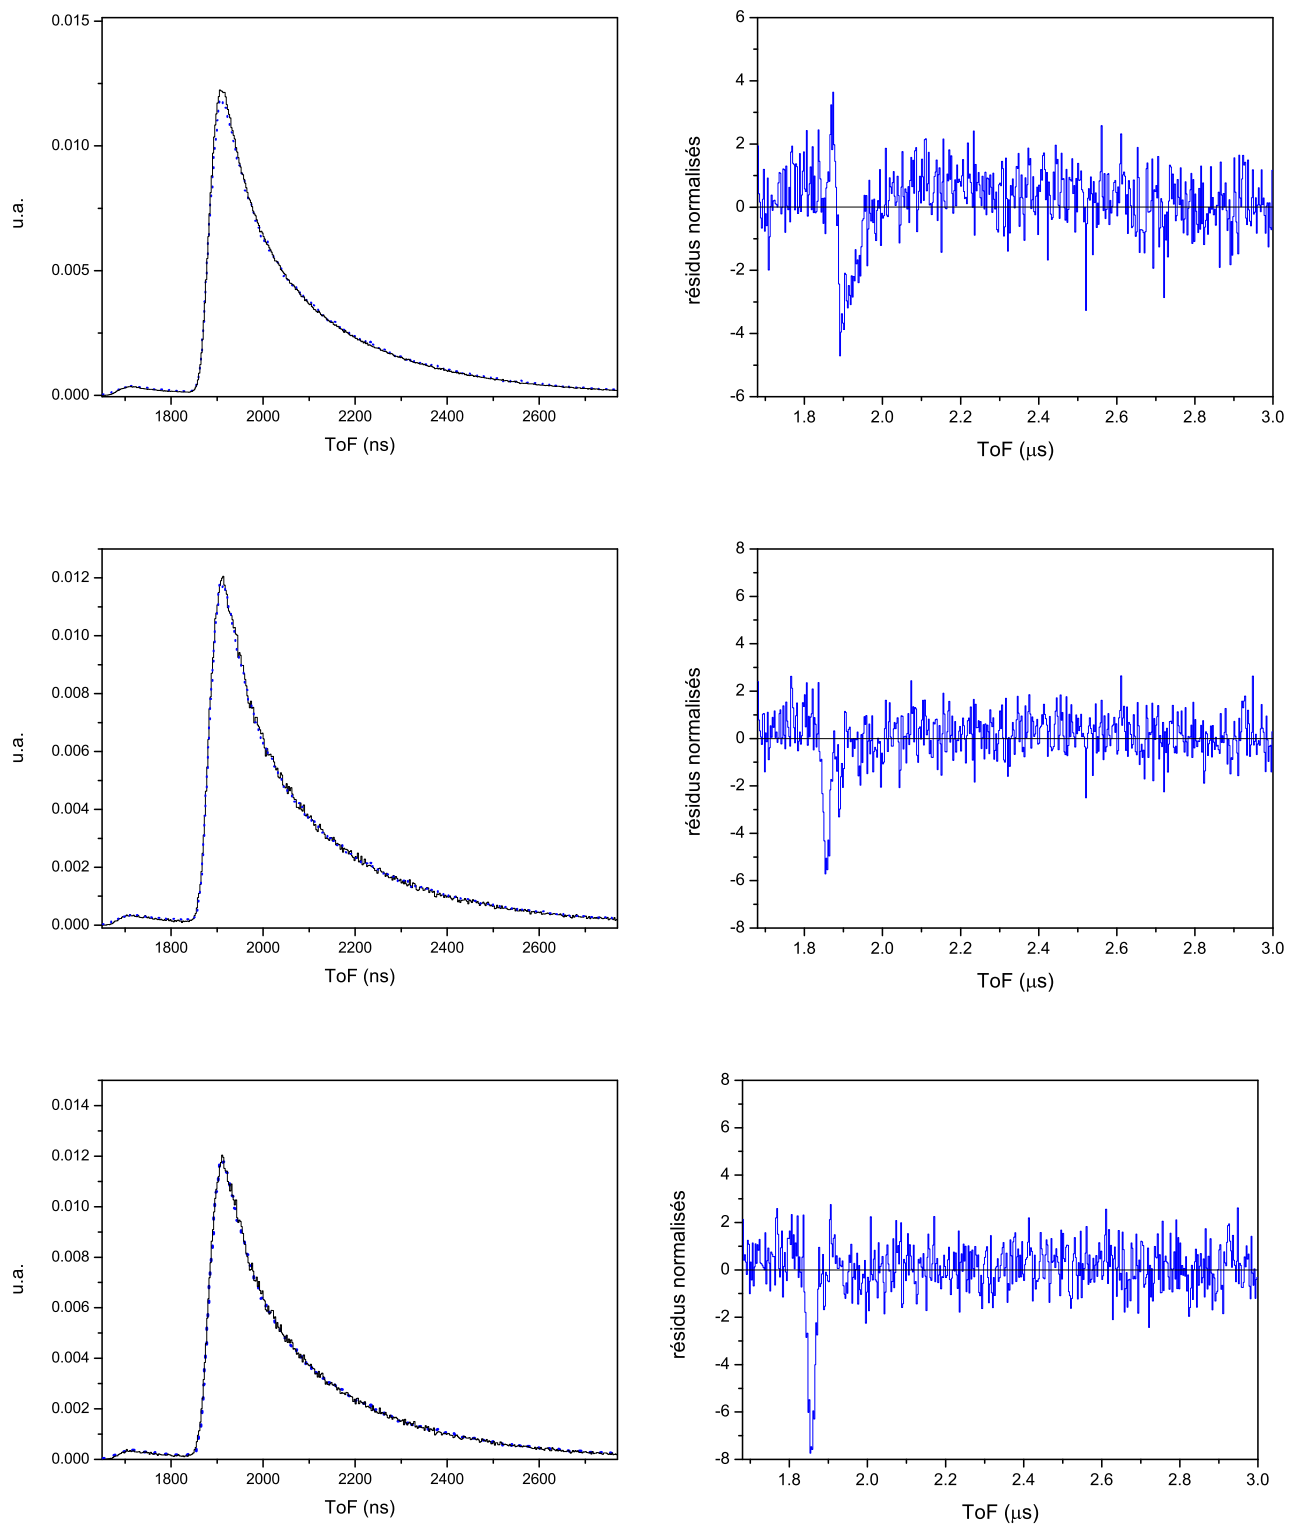 0.015
0.010
0.005
0.000
u.a.
1800 2000 2200 2400 2600
ToF (ns)
6
4
2
0
-2
-4
-6
résidus normalisés
1.8 2.0 2.2 2.4 2.6 2.8 3.0
ToF (μs)
0.012
0.010
0.008
0.006
0.004
0.002
0.000
u.a.
1800 2000 2200 2400 2600
ToF (ns)
8
6
4
2
0
-2
-4
-6
-8
résidus normalisés
1.8 2.0 2.2 2.4 2.6 2.8 3.0
ToF (μs)
0.014
0.012
0.010
0.008
0.006
0.004
0.002
0.000
u.a.
1800 2000 2200 2400 2600
ToF (ns)
8
6
4
2
0
-2
-4
-6
-8
résidus normalisés
1.8 2.0 2.2 2.4 2.6 2.8 3.0
ToF (μs)